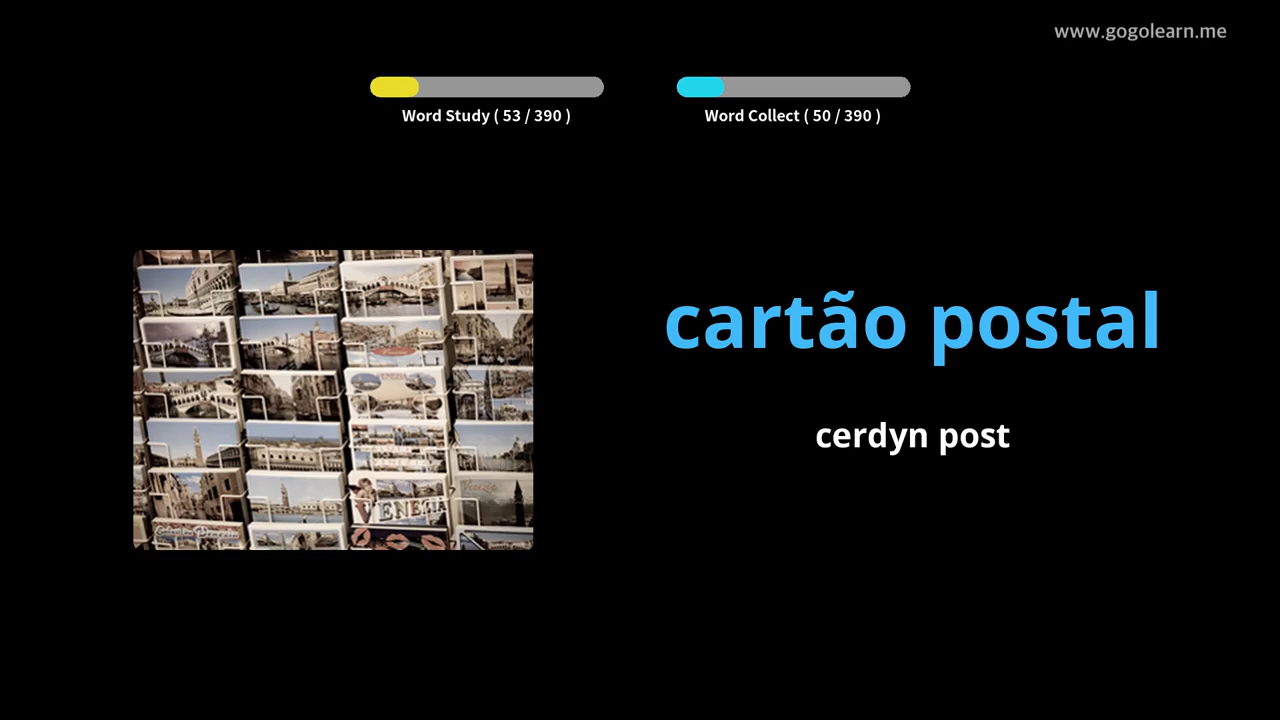 www.gogolearn.me
Word Study ( 53 / 390 )
Word Collect ( 50 / 390 )
cartão postal
cerdyn post
VENEZIA